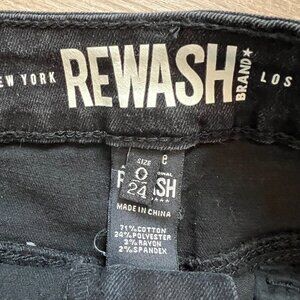 NEW YORK REWASH BRAND★ LOS
e
SIZE
0
24
MADE IN CHINA
71% COTTON
24% POLYESTER
3% RAYON
2% SPANDEX